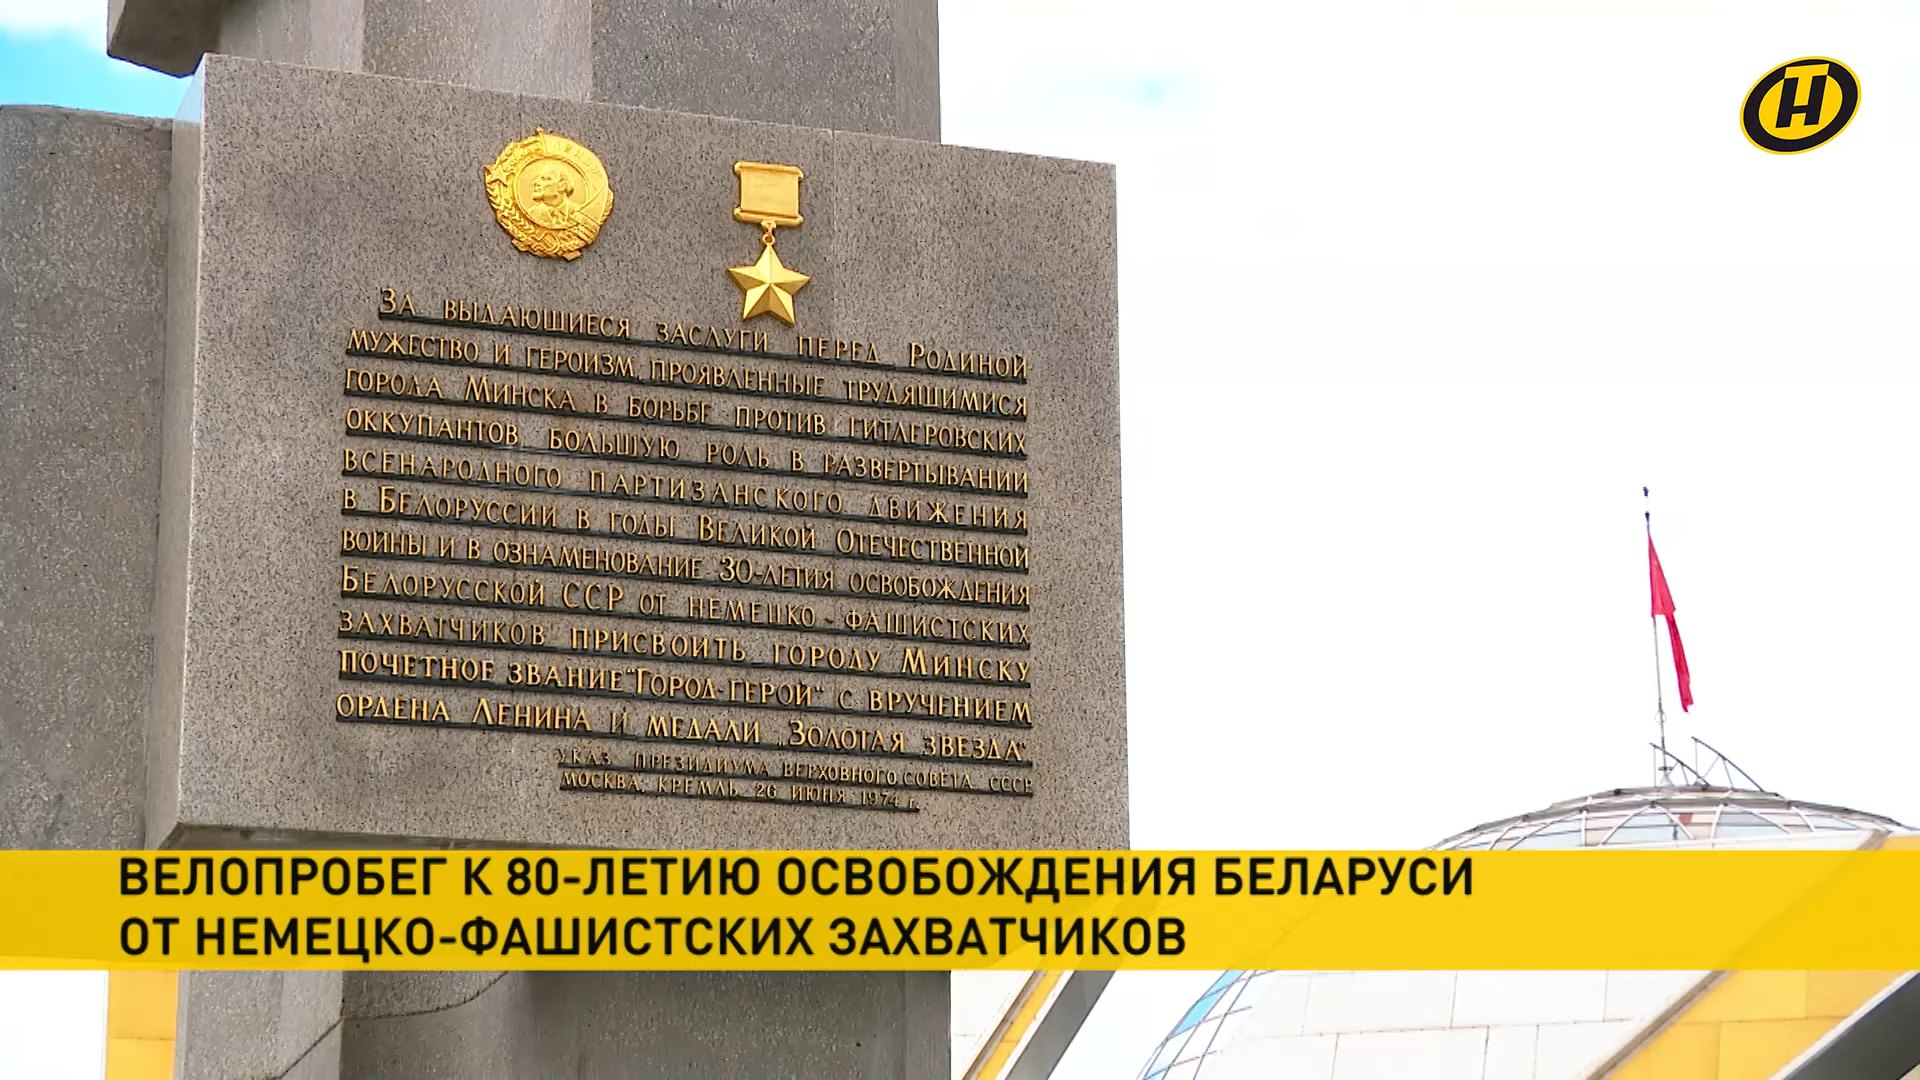 ЗА ВЫДАЮЩИЕСЯ ЗАСЛУГИ ПЕРЕД РОДИНОЙ
МУЖЕСТВО И ГЕРОИЗМ, ПРОЯВЛЕННЫЕ ТРУДЯЩИМИСЯ
ГОРОДА МИНСКА В БОРЬБЕ ПРОТИВ ГИТЛЕРОВСКИХ
ОККУПАНТОВ, БОЛЬШУЮ РОЛЬ В РАЗВЕРТЫВАНИИ
ВСЕНАРОДНОГО ПАРТИЗАНСКОГО ДВИЖЕНИЯ
В БЕЛОРУССИИ В ГОДЫ ВЕЛИКОЙ ОТЕЧЕСТВЕННОЙ
ВОЙНЫ И В ОЗНАМЕНОВАНИЕ 30-ЛЕТИЯ ОСВОБОЖДЕНИЯ
БЕЛОРУССКОЙ ССР ОТ НЕМЕЦКО-ФАШИСТСКИХ
ЗАХВАТЧИКОВ ПРИСВОИТЬ ГОРОДУ МИНСКУ
ПОЧЕТНОЕ ЗВАНИЕ "ГОРОД-ГЕРОЙ" С ВРУЧЕНИЕМ
ОРДЕНА ЛЕНИНА И МЕДАЛИ „ЗОЛОТАЯ ЗВЕЗДА".
УКАЗ ПРЕЗИДИУМА ВЕРХОВНОГО СОВЕТА СССР
МОСКВА, КРЕМЛЬ 26 ИЮНЯ 1974 г.
ВЕЛОПРОБЕГ К 80-ЛЕТИЮ ОСВОБОЖДЕНИЯ БЕЛАРУСИ
ОТ НЕМЕЦКО-ФАШИСТСКИХ ЗАХВАТЧИКОВ